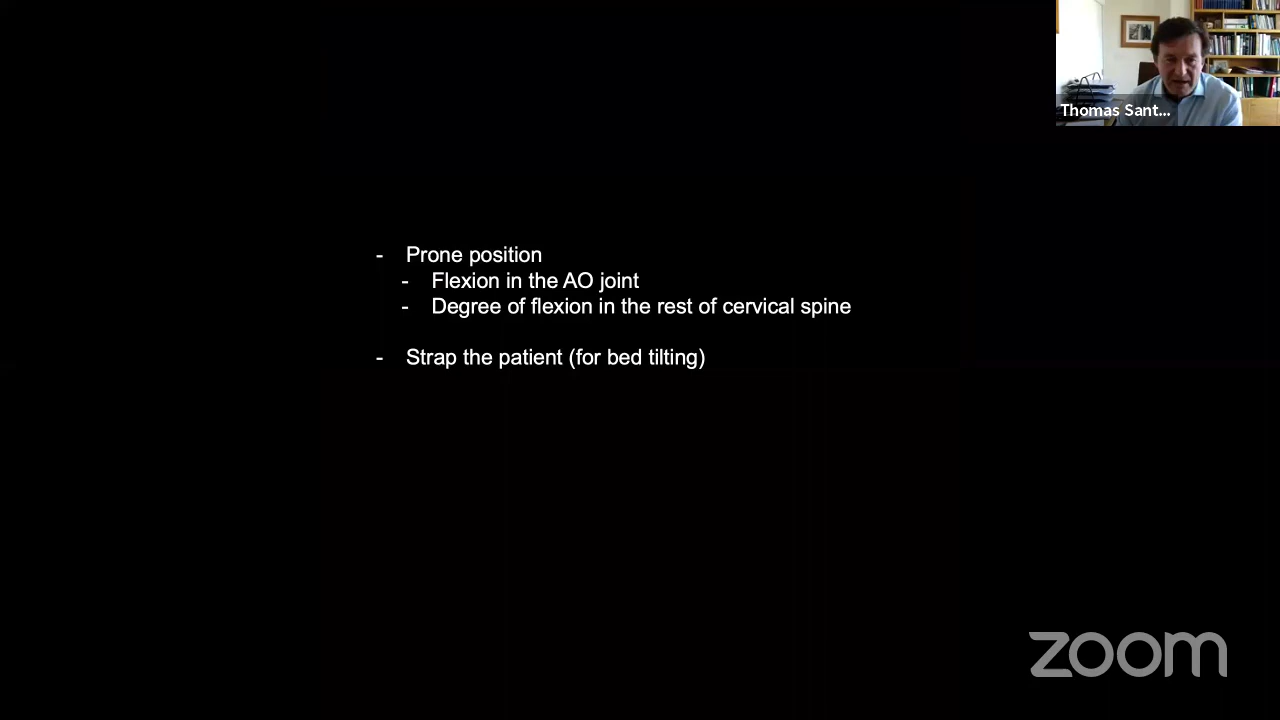 Thomas Sant...
- Prone position
- Flexion in the AO joint
- Degree of flexion in the rest of cervical spine
- Strap the patient (for bed tilting)
zoom